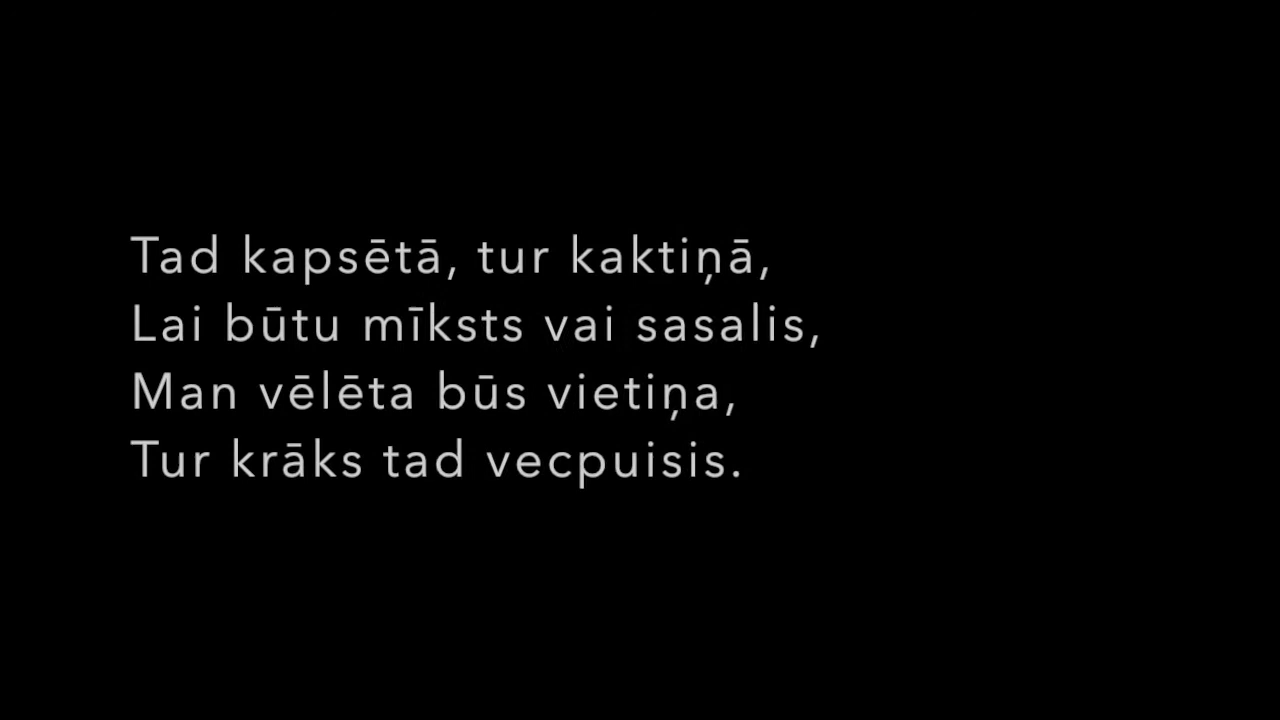 Tad kapsētā, tur kaktiņā,
Lai būtu mīksts vai sasalis,
Man vēlēta būs vietiņa,
Tur krāks tad vecpuisis.